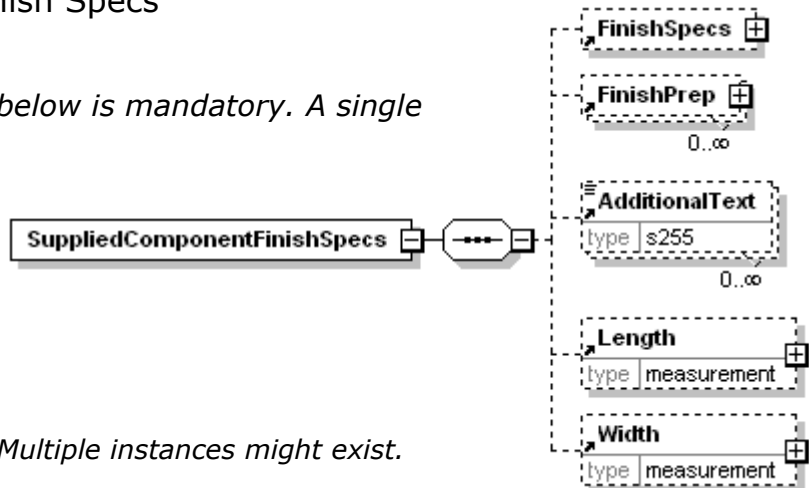 nish Specs
below is mandatory. A single
Multiple instances might exist.
SuppliedComponentFinishSpecs
FinishSpecs
FinishPrep
0..∞
AdditionalText
type s255
0..∞
Length
type measurement
Width
type measurement